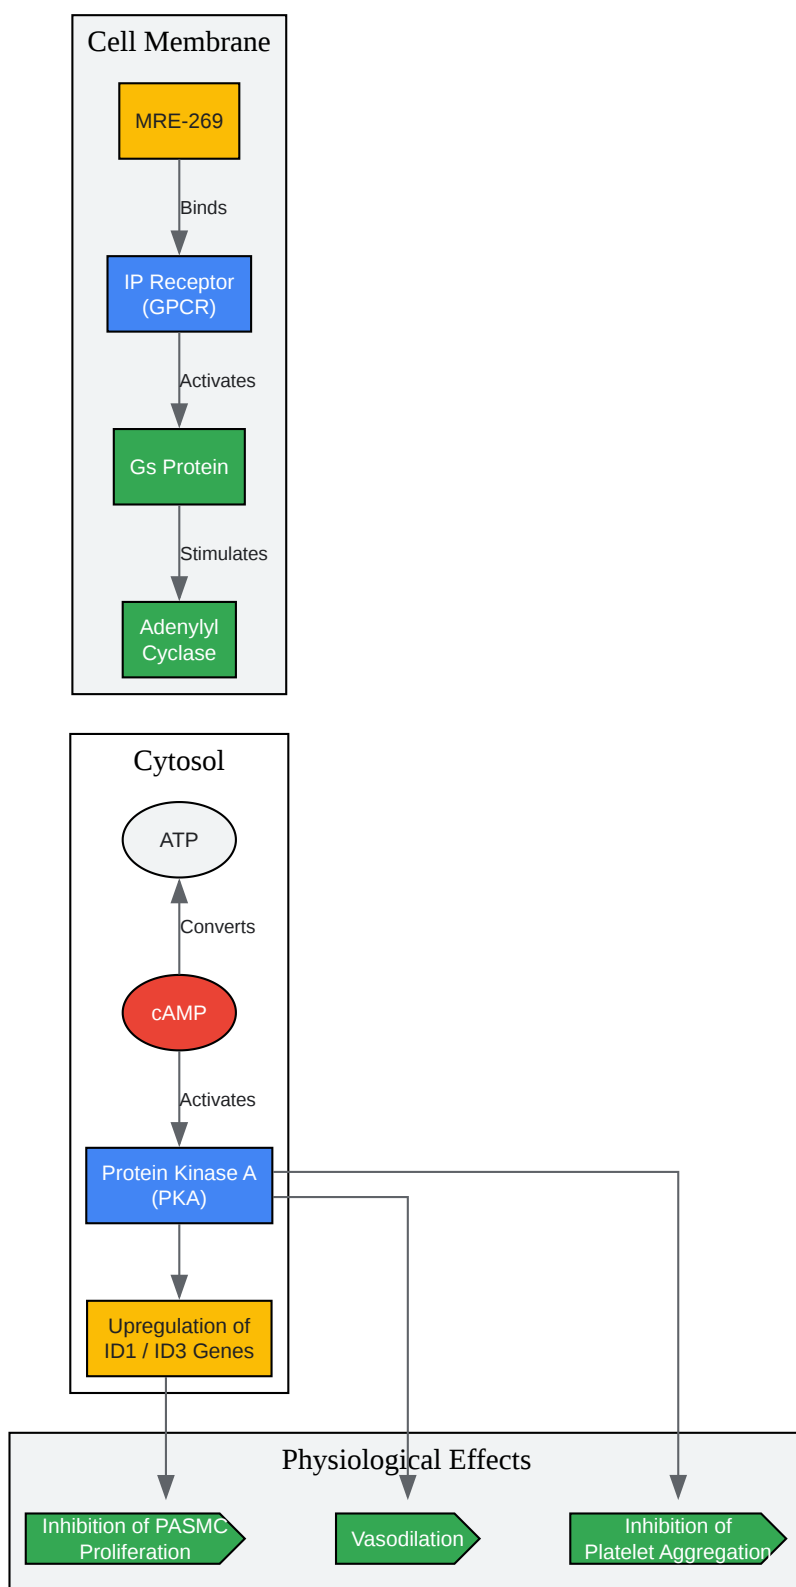 Cell Membrane
MRE-269
Binds
IP Receptor
(GPCR)
Activates
Gs Protein
Stimulates
Adenylyl
Cyclase
Cytosol
ATP
Converts
cAMP
Activates
Protein Kinase A
(PKA)
Upregulation of
ID1 / ID3 Genes
Physiological Effects
Inhibition of PASMC
Proliferation
Vasodilation
Inhibition of
Platelet Aggregation